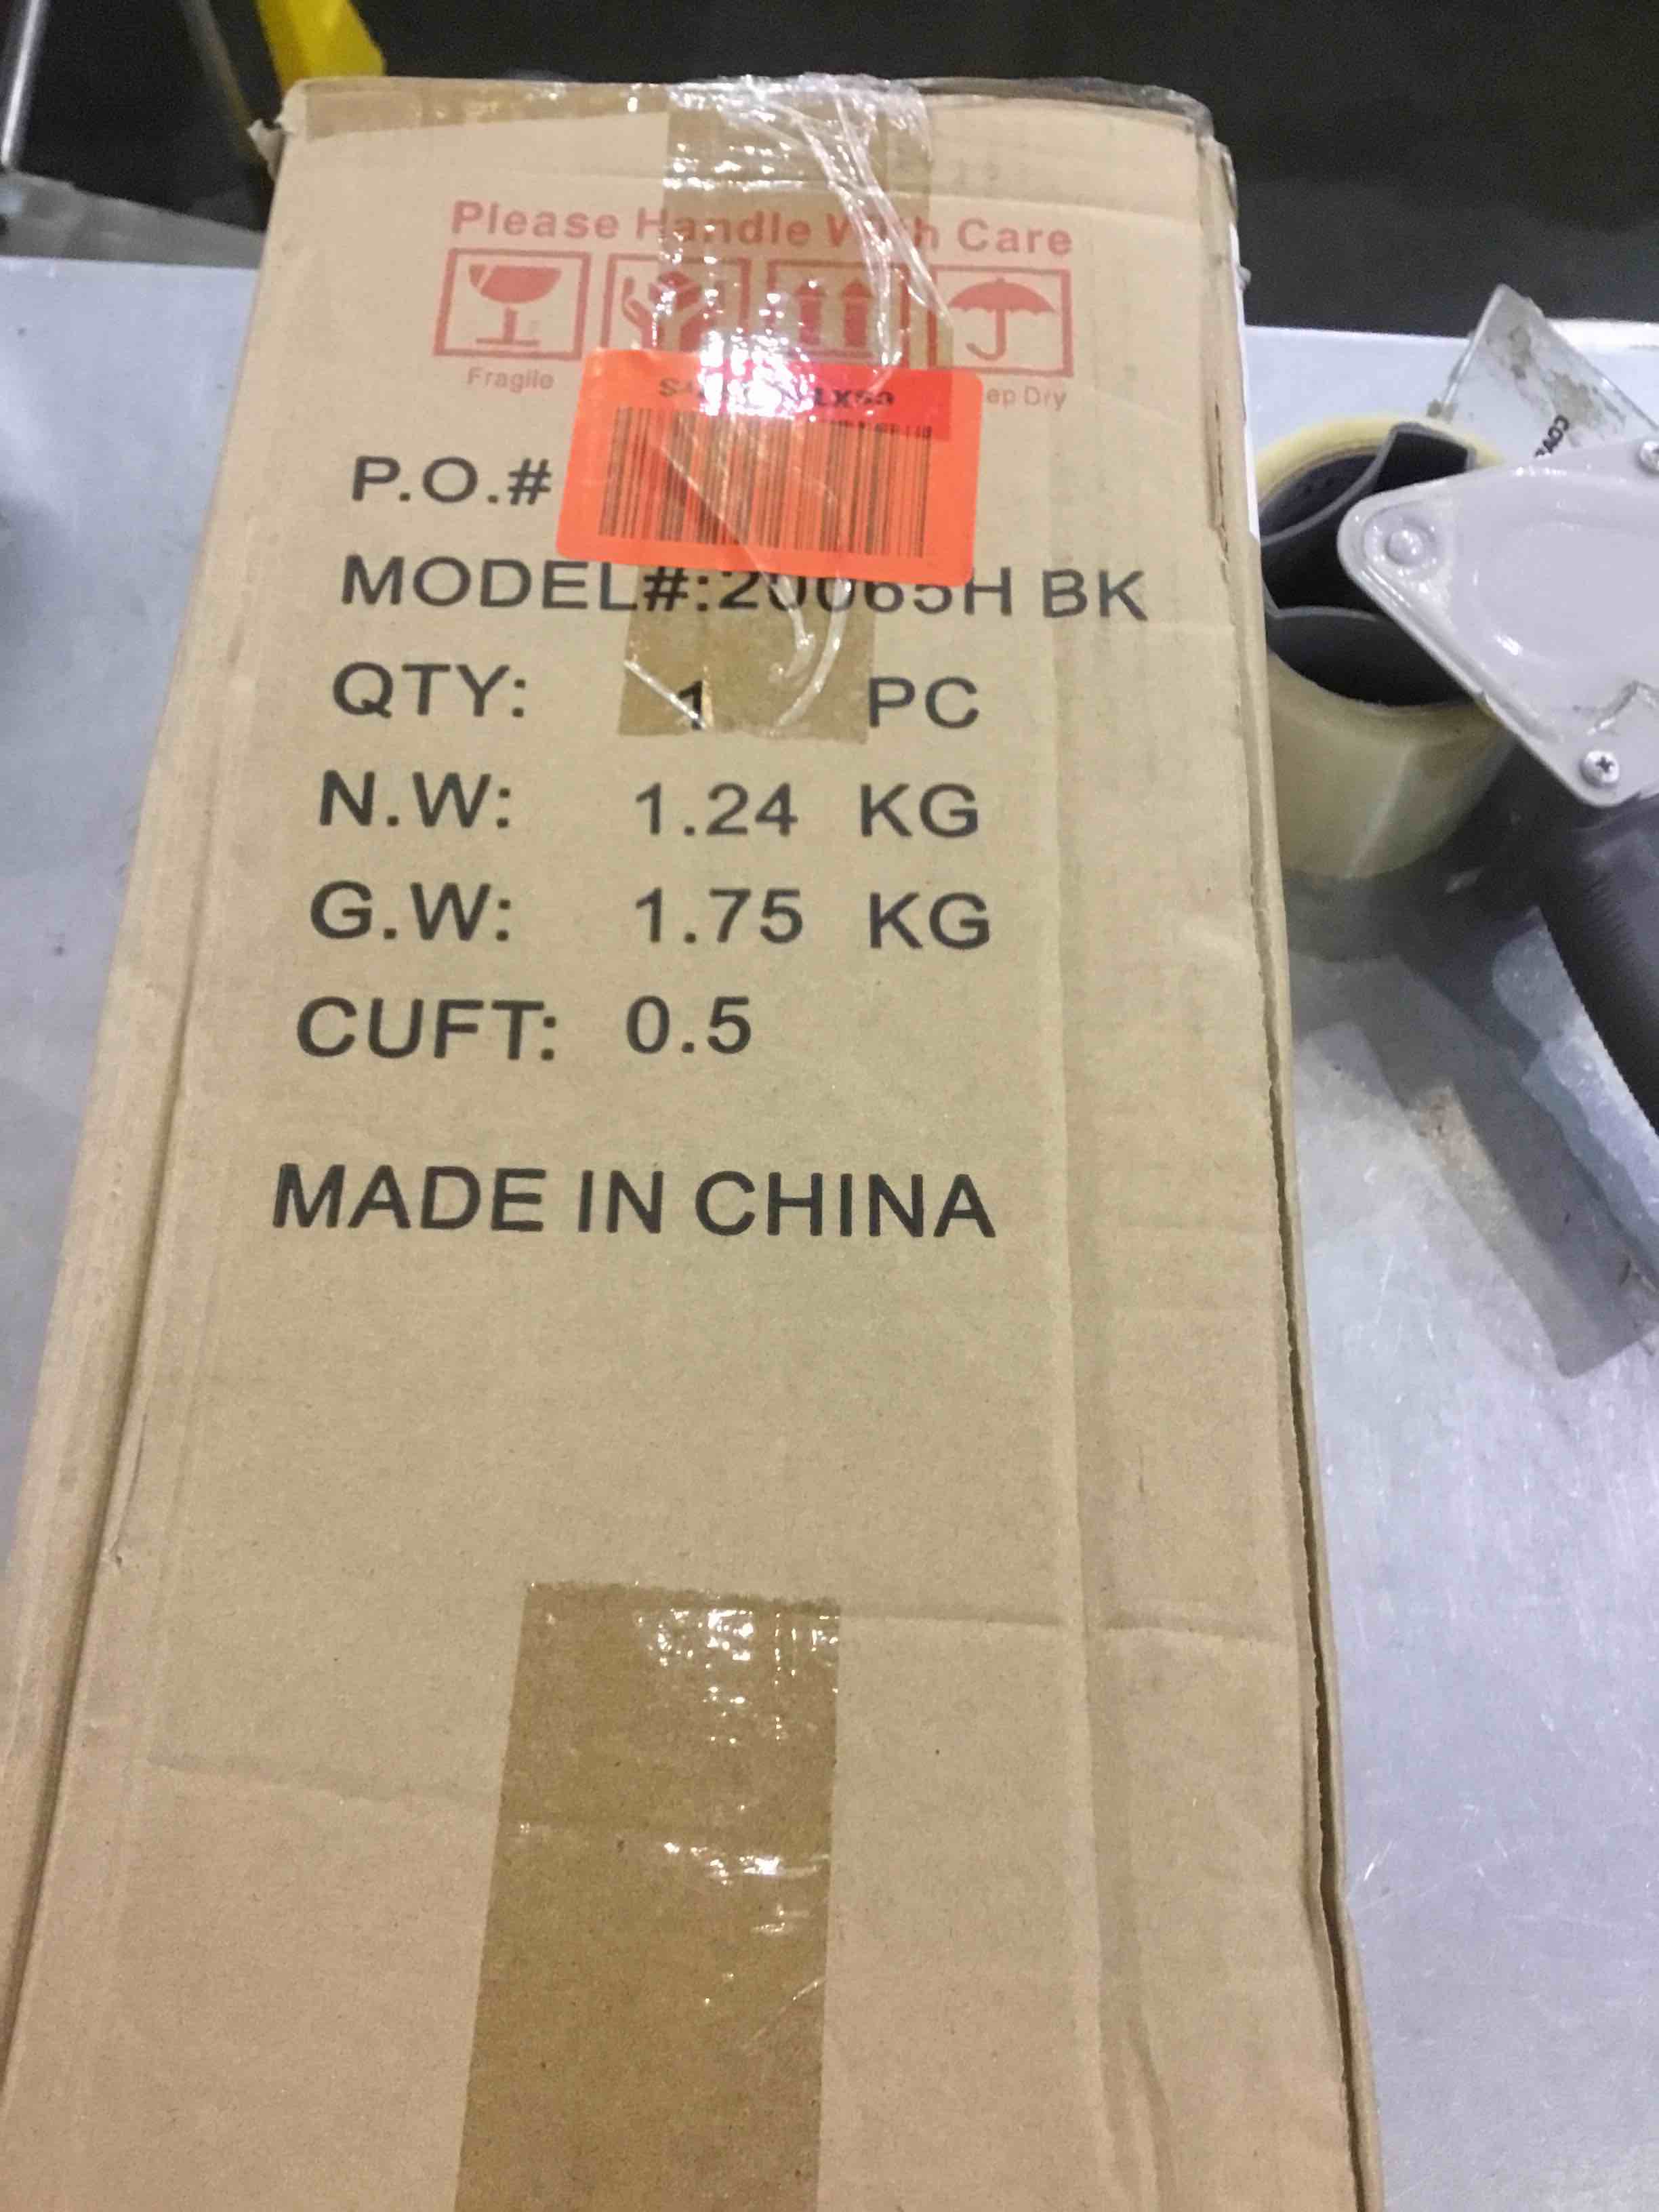 Please Handle With Care
Fragile
Dry
P.O.#
MODEL#:20065H BK
QTY: 1 PC
N.W: 1.24 KG
G.W: 1.75 KG
CUFT: 0.5
MADE IN CHINA